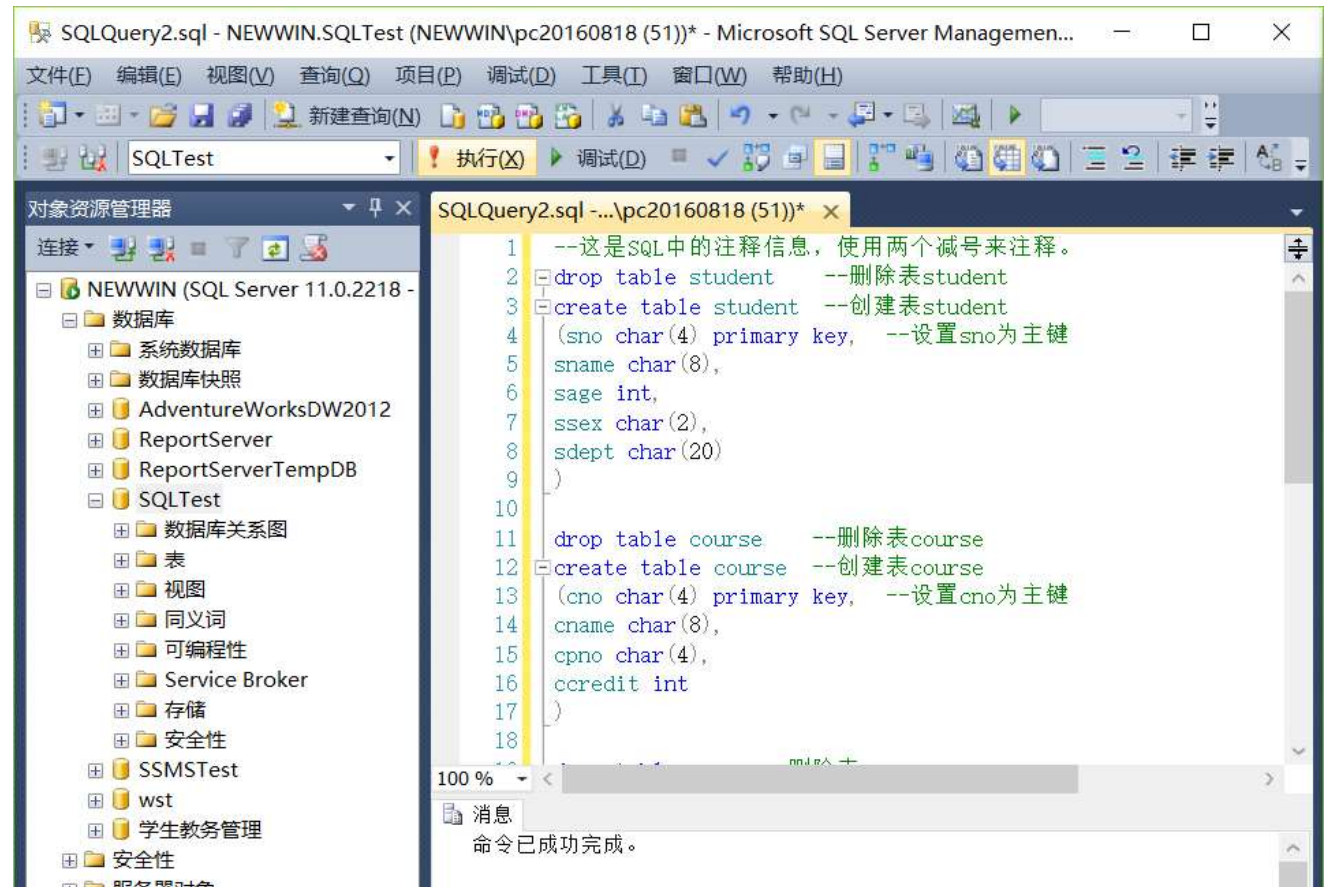 SQLQuery2.sql - NEWWIN.SQLTest (NEWWIN\pc20160818 (51))* - Microsoft SQL Server Managemen...
文件(F) 编辑(E) 视图(V) 查询(Q) 项目(P) 调试(D) 工具(T) 窗口(W) 帮助(H)
新建查询(N)
SQLTest 执行(X) 调试(D)
对象资源管理器
连接
NEWWIN (SQL Server 11.0.2218 -
数据库
系统数据库
数据库快照
AdventureWorksDW2012
ReportServer
ReportServerTempDB
SQLTest
数据库关系图
表
视图
同义词
可编程性
Service Broker
存储
安全性
SSMSTest
wst
学生教务管理
安全性
服务器对象
SQLQuery2.sql -...\pc20160818 (51))*
1 --这是SQL中的注释信息，使用两个减号来注释。
2 drop table student --删除表student
3 create table student --创建表student
4 (sno char(4) primary key, --设置sno为主键
5 sname char(8),
6 sage int,
7 ssex char(2),
8 sdept char(20)
9 )
10
11 drop table course --删除表course
12 create table course --创建表course
13 (cno char(4) primary key, --设置cno为主键
14 cname char(8),
15 cpno char(4),
16 ccredit int
17 )
18
100 %
消息
命令已成功完成。